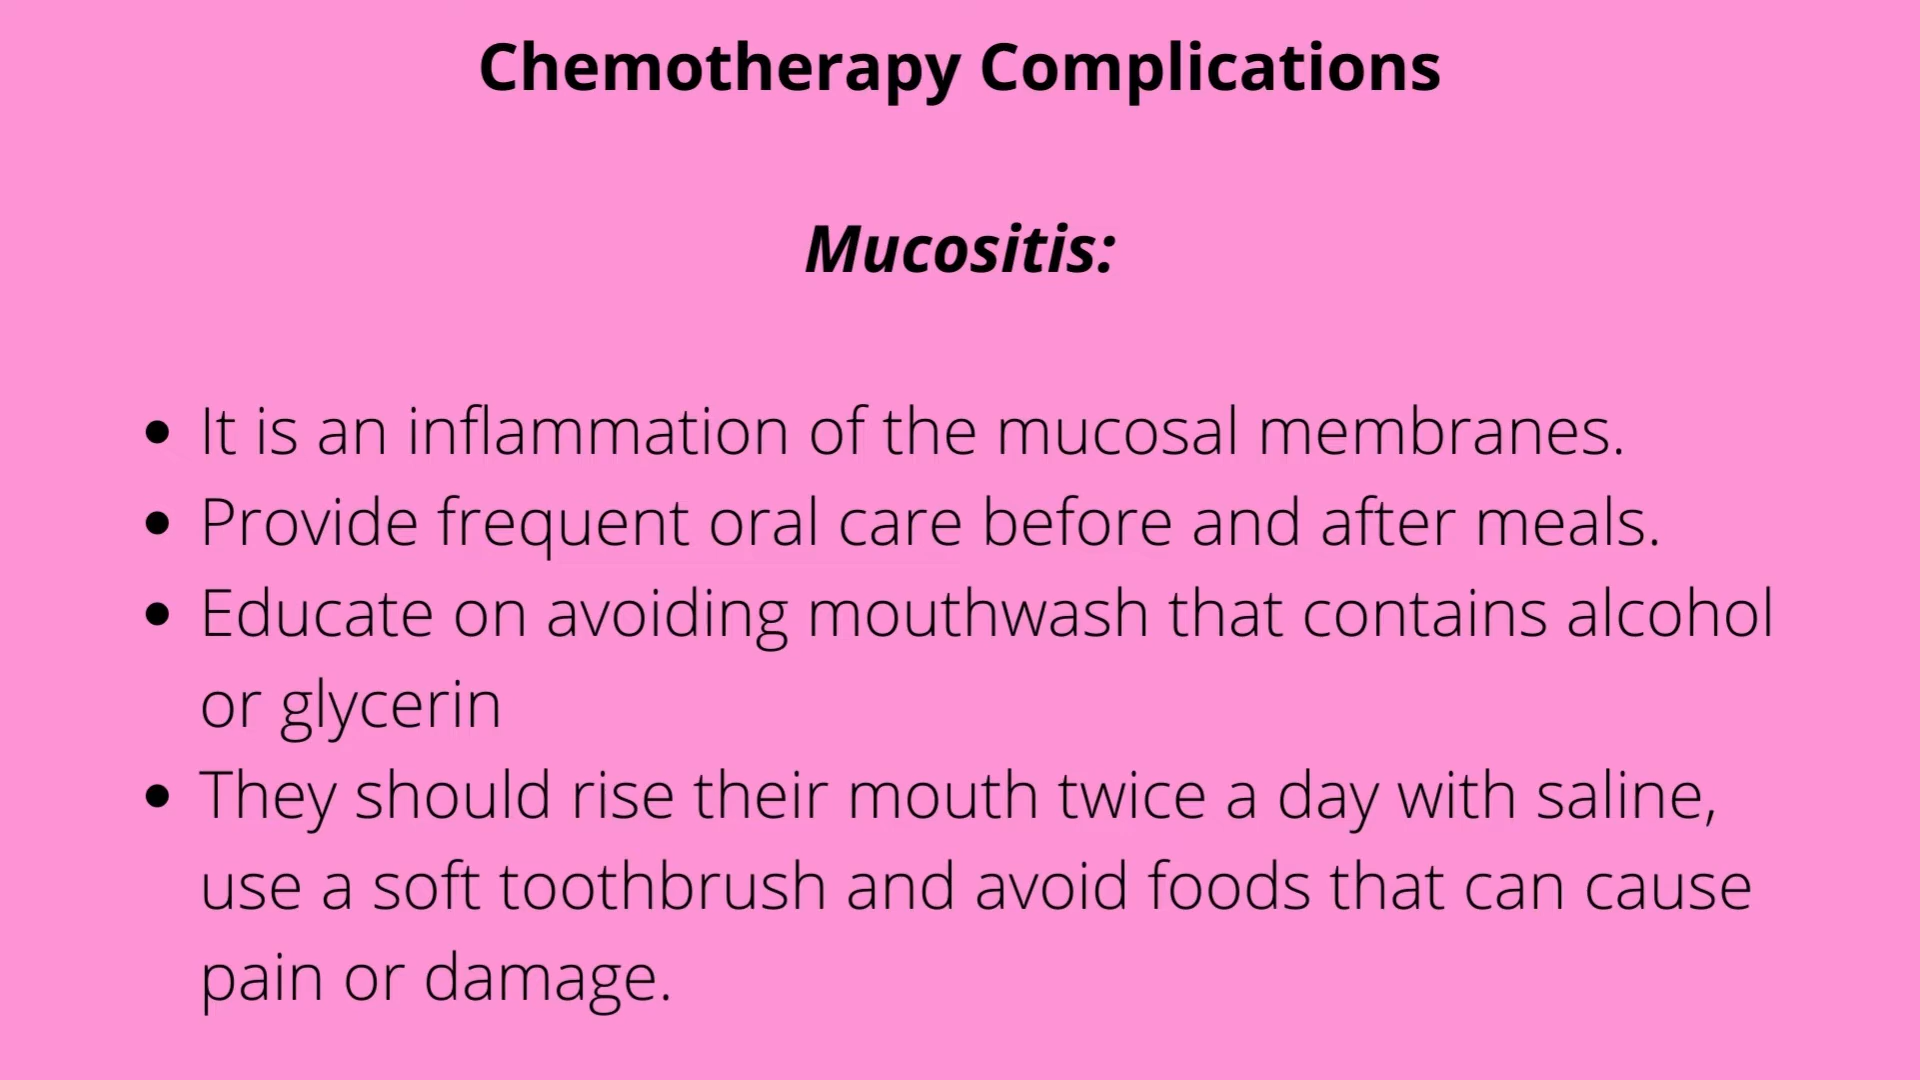 Chemotherapy Complications
Mucositis:
• It is an inflammation of the mucosal membranes.
• Provide frequent oral care before and after meals.
• Educate on avoiding mouthwash that contains alcohol
or glycerin
• They should rise their mouth twice a day with saline,
use a soft toothbrush and avoid foods that can cause
pain or damage.